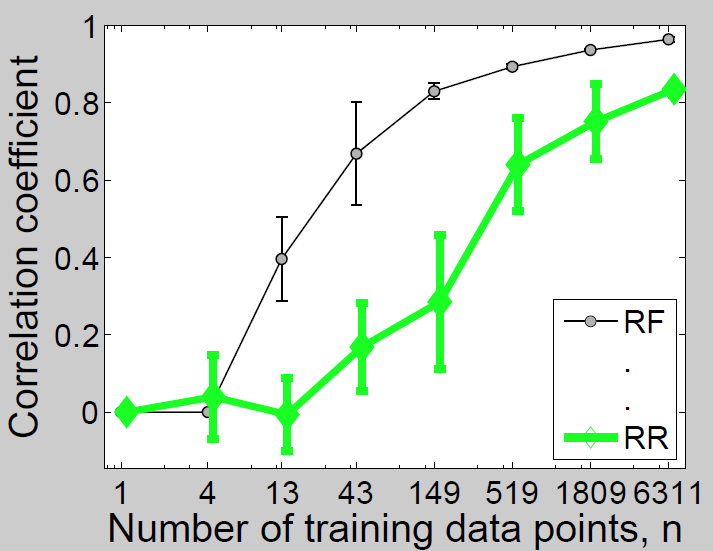 Correlation coefficient
1
0.8
0.6
0.4
0.2
0
RF
.
.
RR
1 4 13 43 149 519 1809 6311
Number of training data points, n